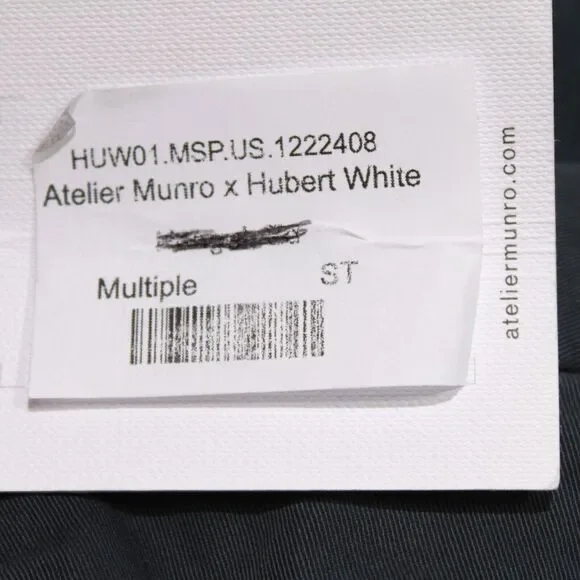 HUW01.MSP.US.1222408
Atelier Munro x Hubert White
Multiple
ST
ateliermunro.com